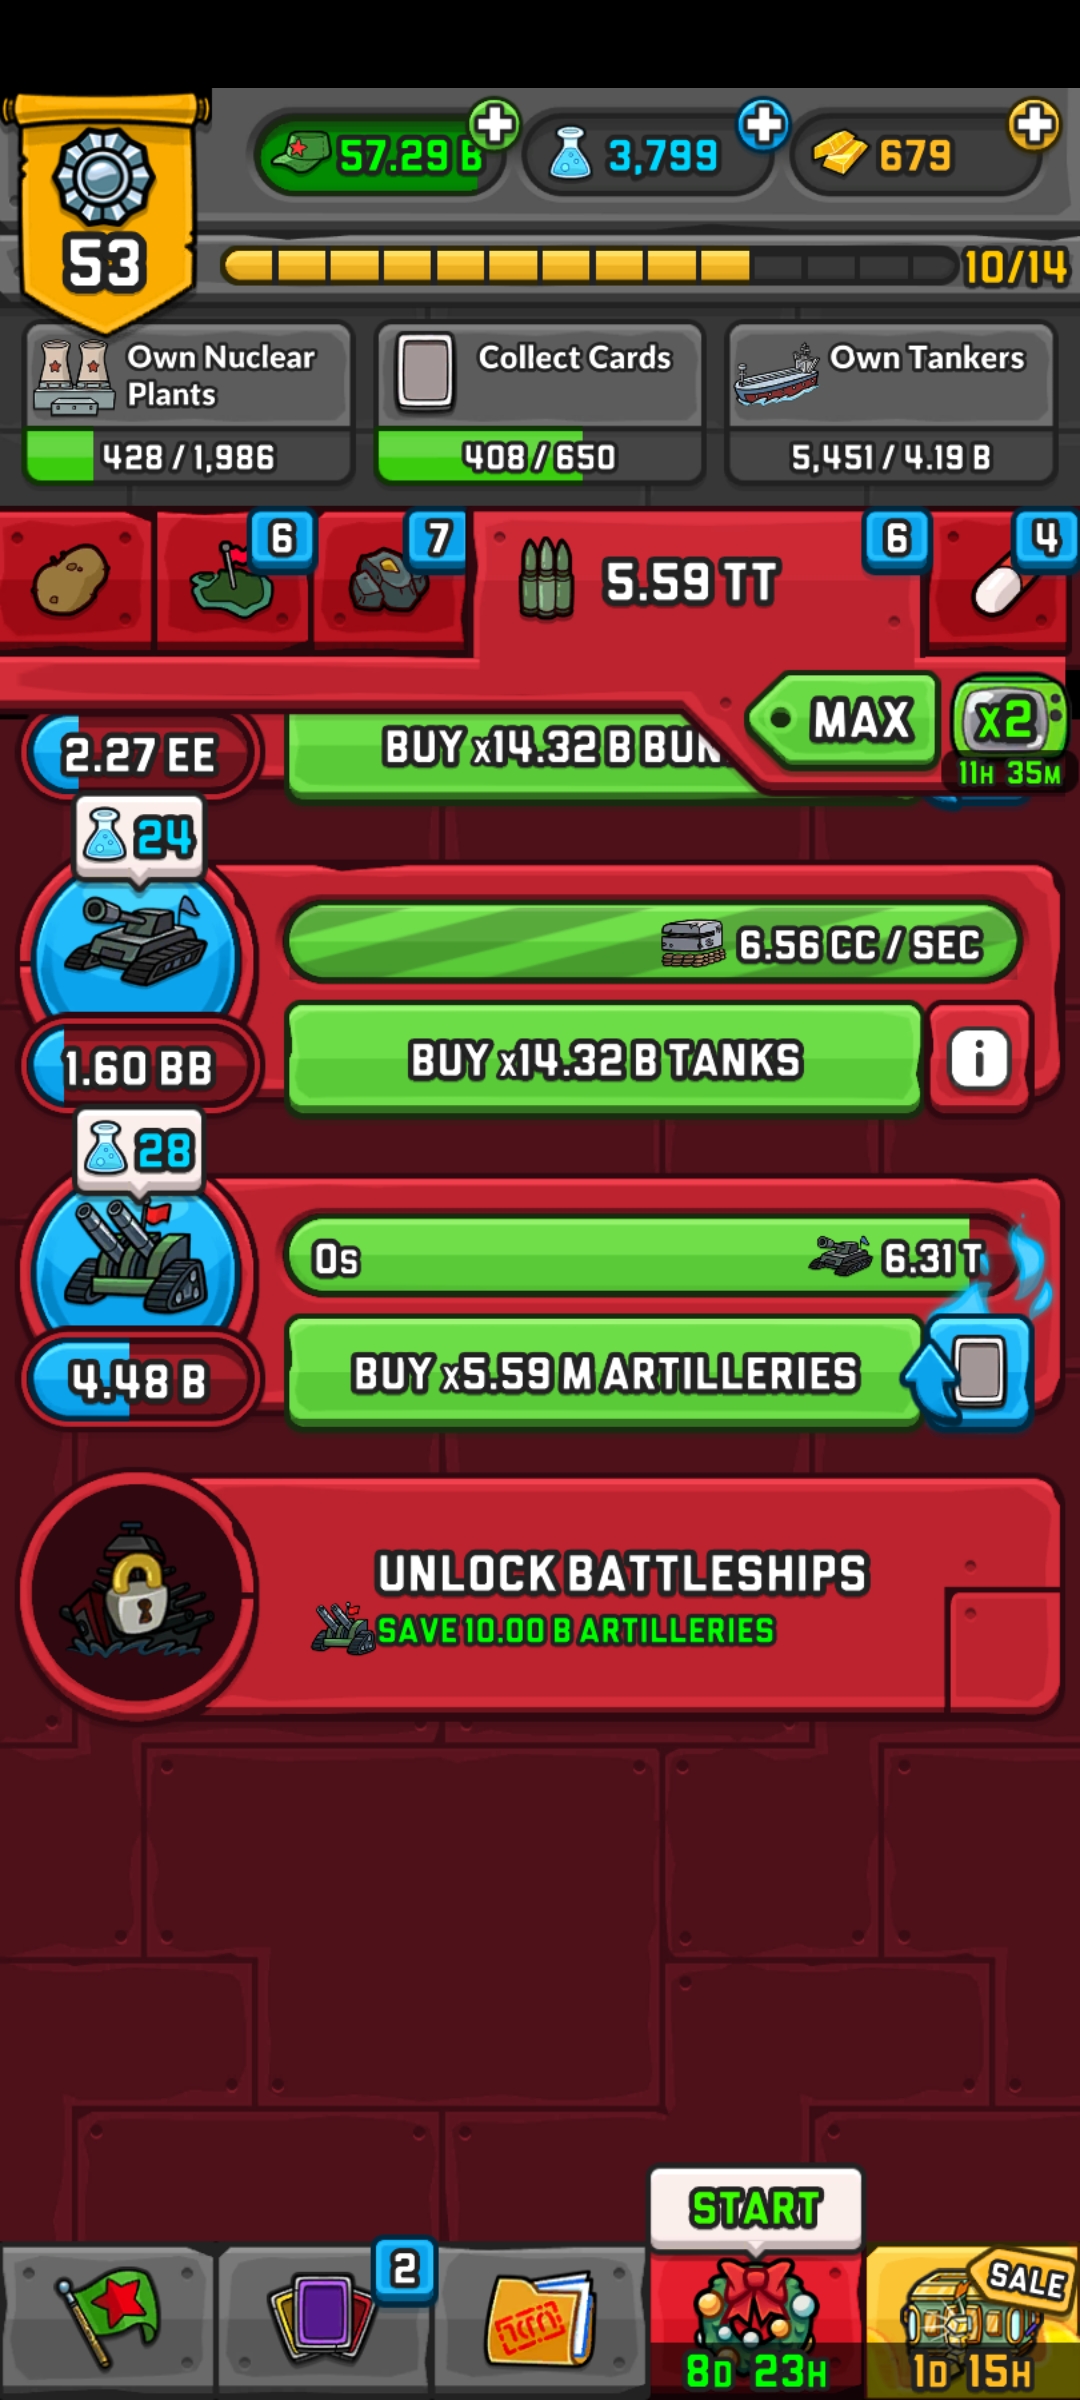 57.29 B
3,799
679
53
10/14
Own Nuclear
Plants
Collect Cards
Own Tankers
428 / 1,986
408 / 650
5,451 / 4.19 B
6
7
5.59 TT
6
4
MAX
x2
11H 35M
2.27 EE
BUY x14.32 B BUN
24
6.56 CC / SEC
1.60 BB
BUY x14.32 B TANKS
i
28
0s
6.31 T
4.48 B
BUY x5.59 M ARTILLERIES
UNLOCK BATTLESHIPS
SAVE 10.00 B ARTILLERIES
START
2
SALE
8D 23H
1D 15H